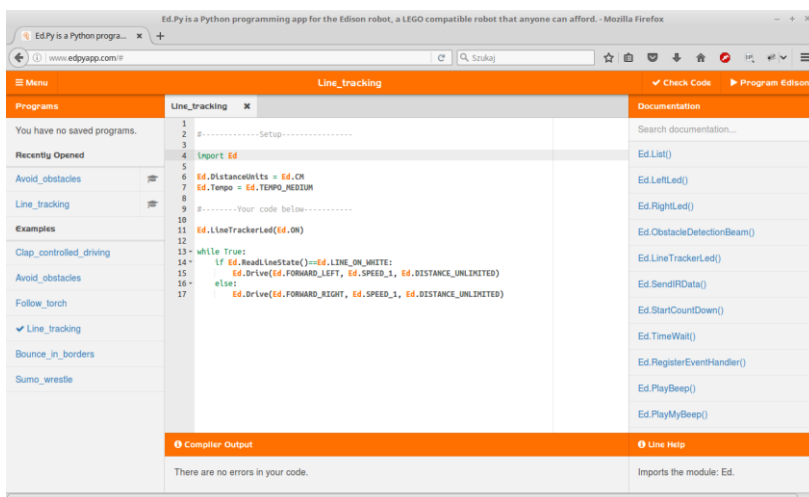 Ed.Py is a Python programming app for the Edison robot, a LEGO compatible robot that anyone can afford. - Mozilla Firefox
Ed.Py is a Python progra...
www.edpyapp.com/#
Szukaj
Menu
Line_tracking
Check Code
Program Edison
Programs
You have no saved programs.
Recently Opened
Avoid_obstacles
Line_tracking
Examples
Clap_controlled_driving
Avoid_obstacles
Follow_torch
Line_tracking
Bounce_in_borders
Sumo_wrestle
Line_tracking
1
2 #-------------Setup---------------
3
4 import Ed
5
6 Ed.DistanceUnits = Ed.CM
7 Ed.Tempo = Ed.TEMPO_MEDIUM
8
9 #--------Your code below-----------
10
11 Ed.LineTrackerLed(Ed.ON)
12
13 while True:
14 if Ed.ReadLineState()==Ed.LINE_ON_WHITE:
15 Ed.Drive(Ed.FORWARD_LEFT, Ed.SPEED_1, Ed.DISTANCE_UNLIMITED)
16 else:
17 Ed.Drive(Ed.FORWARD_RIGHT, Ed.SPEED_1, Ed.DISTANCE_UNLIMITED)
Compiler Output
There are no errors in your code.
Documentation
Search documentation...
Ed.List()
Ed.LeftLed()
Ed.RightLed()
Ed.ObstacleDetectionBeam()
Ed.LineTrackerLed()
Ed.SendIRData()
Ed.StartCountDown()
Ed.TimeWait()
Ed.RegisterEventHandler()
Ed.PlayBeep()
Ed.PlayMyBeep()
Line Help
Imports the module: Ed.